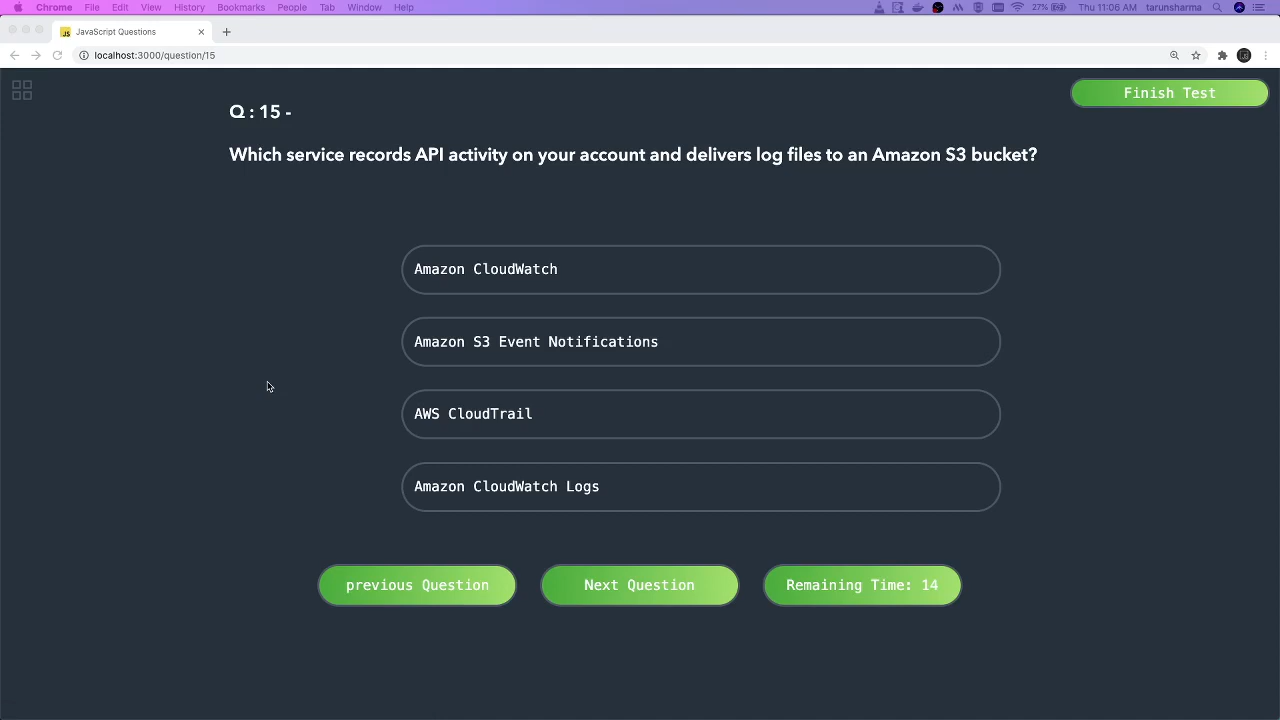 Chrome File Edit View History Bookmarks People Tab Window Help 27% Thu 11:06 AM tarunsharma
JS JavaScript Questions
localhost:3000/question/15
Finish Test
Q : 15 -
Which service records API activity on your account and delivers log files to an Amazon S3 bucket?
Amazon CloudWatch
Amazon S3 Event Notifications
AWS CloudTrail
Amazon CloudWatch Logs
previous Question Next Question Remaining Time: 14